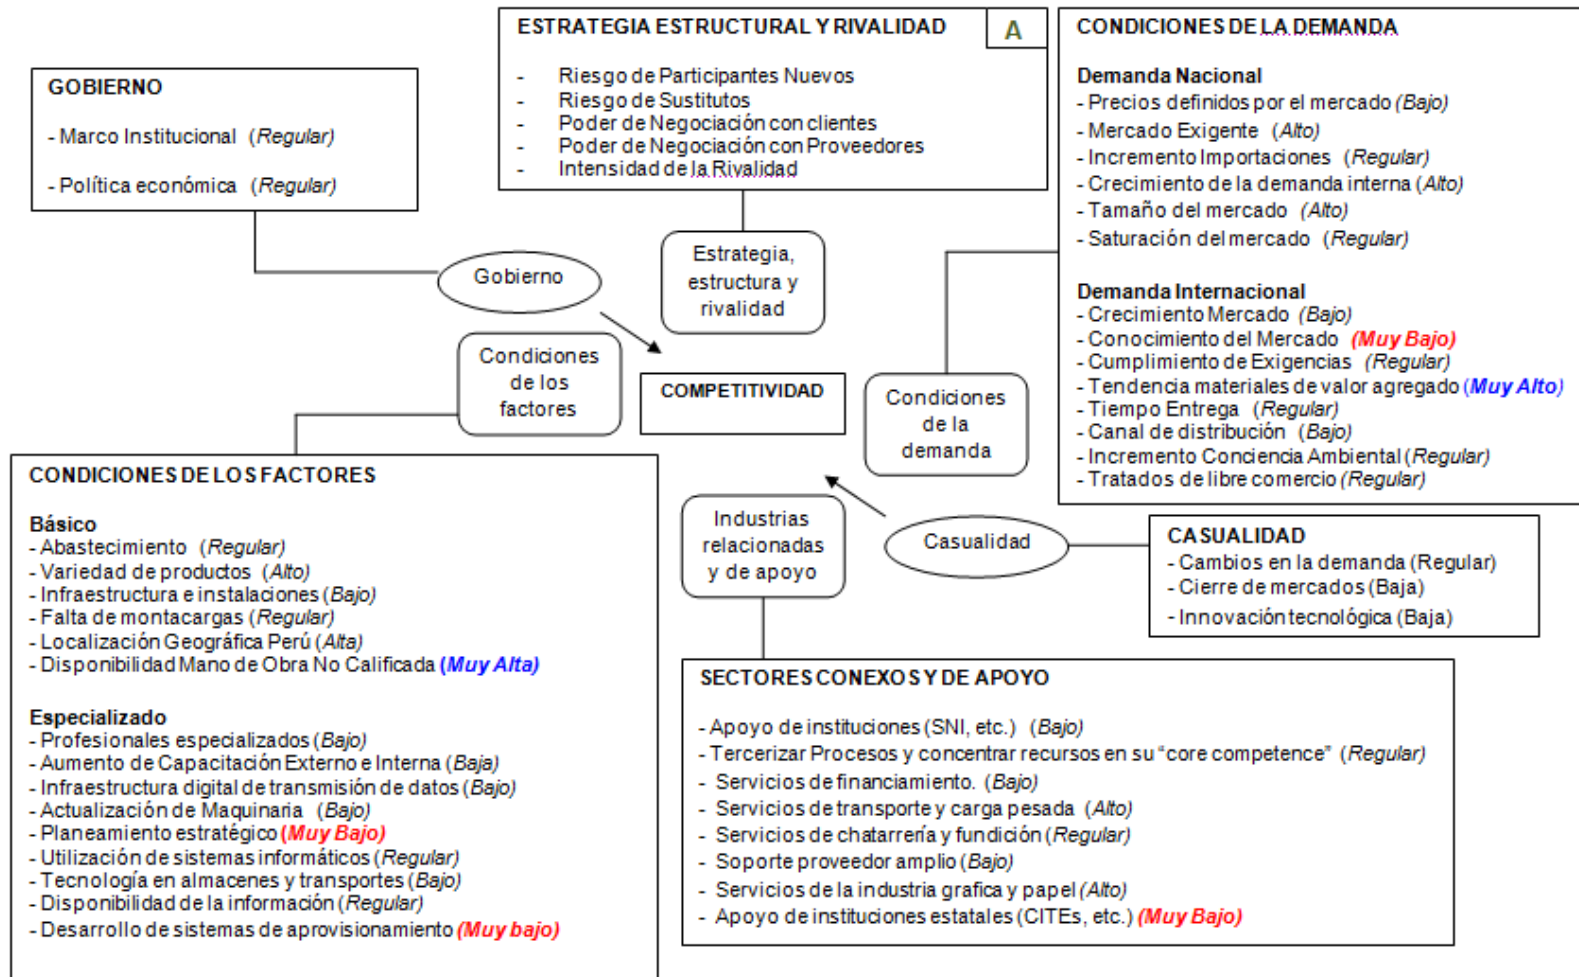 GOBIERNO
- Marco Institucional (Regular)
- Política económica (Regular)
ESTRATEGIA ESTRUCTURAL Y RIVALIDAD
A
- Riesgo de Participantes Nuevos
- Riesgo de Sustitutos
- Poder de Negociación con clientes
- Poder de Negociación con Proveedores
- Intensidad de la Rivalidad
CONDICIONES DE LA DEMANDA
Demanda Nacional
- Precios definidos por el mercado (Bajo)
- Mercado Exigente (Alto)
- Incremento Importaciones (Regular)
- Crecimiento de la demanda interna (Alto)
- Tamaño del mercado (Alto)
- Saturación del mercado (Regular)
Demanda Internacional
- Crecimiento Mercado (Bajo)
- Conocimiento del Mercado (Muy Bajo)
- Cumplimiento de Exigencias (Regular)
- Tendencia materiales de valor agregado (Muy Alto)
- Tiempo Entrega (Regular)
- Canal de distribución (Bajo)
- Incremento Conciencia Ambiental (Regular)
- Tratados de libre comercio (Regular)
Gobierno
Estrategia,
estructura y
rivalidad
Condiciones
de los
factores
COMPETITIVIDAD
Condiciones
de la
demanda
Industrias
relacionadas
y de apoyo
Casualidad
CASUALIDAD
- Cambios en la demanda (Regular)
- Cierre de mercados (Baja)
- Innovación tecnológica (Baja)
CONDICIONES DE LOS FACTORES
Básico
- Abastecimiento (Regular)
- Variedad de productos (Alto)
- Infraestructura e instalaciones (Bajo)
- Falta de montacargas (Regular)
- Localización Geográfica Perú (Alta)
- Disponibilidad Mano de Obra No Calificada (Muy Alta)
Especializado
- Profesionales especializados (Bajo)
- Aumento de Capacitación Externo e Interna (Baja)
- Infraestructura digital de transmisión de datos (Bajo)
- Actualización de Maquinaria (Bajo)
- Planeamiento estratégico (Muy Bajo)
- Utilización de sistemas informáticos (Regular)
- Tecnología en almacenes y transportes (Bajo)
- Disponibilidad de la información (Regular)
- Desarrollo de sistemas de aprovisionamiento (Muy bajo)
SECTORES CONEXOS Y DE APOYO
- Apoyo de instituciones (SNI, etc.) (Bajo)
- Tercerizar Procesos y concentrar recursos en su “core competence” (Regular)
- Servicios de financiamiento. (Bajo)
- Servicios de transporte y carga pesada (Alto)
- Servicios de chatarrería y fundición (Regular)
- Soporte proveedor amplio (Bajo)
- Servicios de la industria grafica y papel (Alto)
- Apoyo de instituciones estatales (CITEs, etc.) (Muy Bajo)